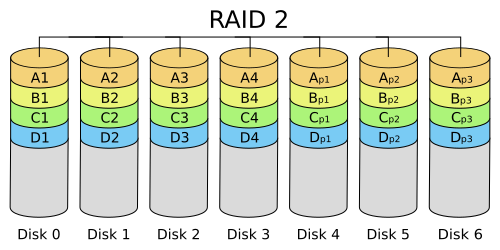 RAID 2
A1 A2 A3 A4 Ap1 Ap2 Ap3
B1 B2 B3 B4 Bp1 Bp2 Bp3
C1 C2 C3 C4 Cp1 Cp2 Cp3
D1 D2 D3 D4 Dp1 Dp2 Dp3
Disk 0 Disk 1 Disk 2 Disk 3 Disk 4 Disk 5 Disk 6